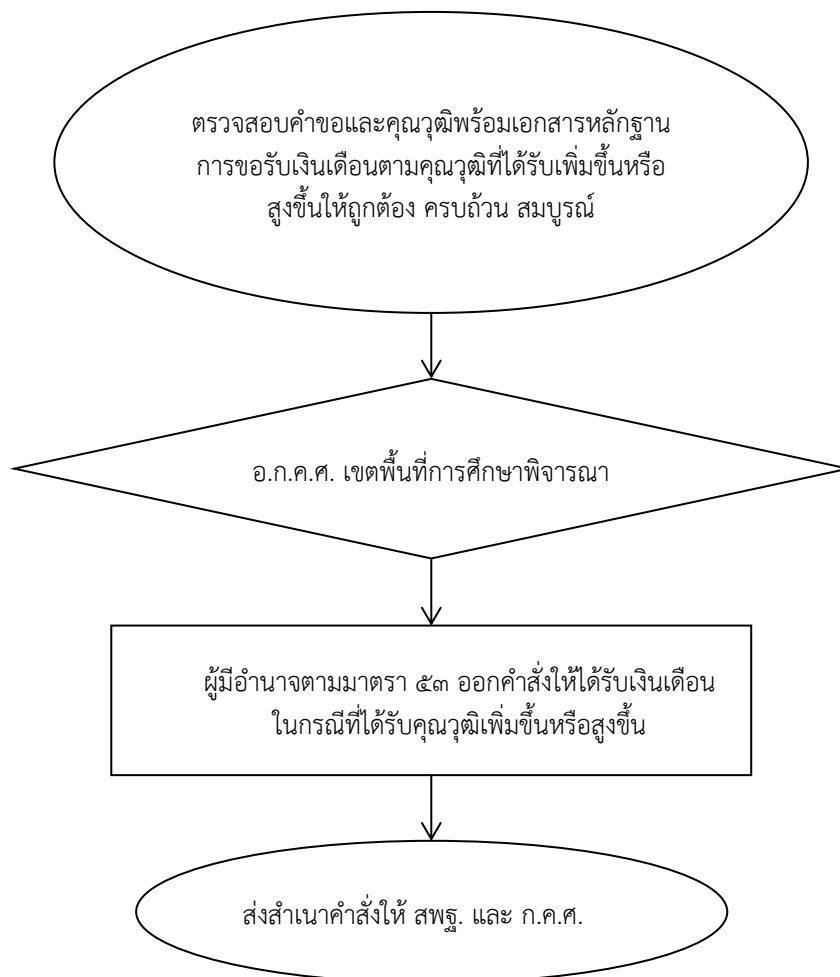 ตรวจสอบคำขอและคุณวุฒิพร้อมเอกสารหลักฐาน
การขอรับเงินเดือนตามคุณวุฒิที่ได้รับเพิ่มขึ้นหรือ
สูงขึ้นให้ถูกต้อง ครบถ้วน สมบูรณ์
อ.ก.ค.ศ. เขตพื้นที่การศึกษาพิจารณา
ผู้มีอำนาจตามมาตรา ๕๓ ออกคำสั่งให้ได้รับเงินเดือน
ในกรณีที่ได้รับคุณวุฒิเพิ่มขึ้นหรือสูงขึ้น
ส่งสำเนาคำสั่งให้ สพฐ. และ ก.ค.ศ.